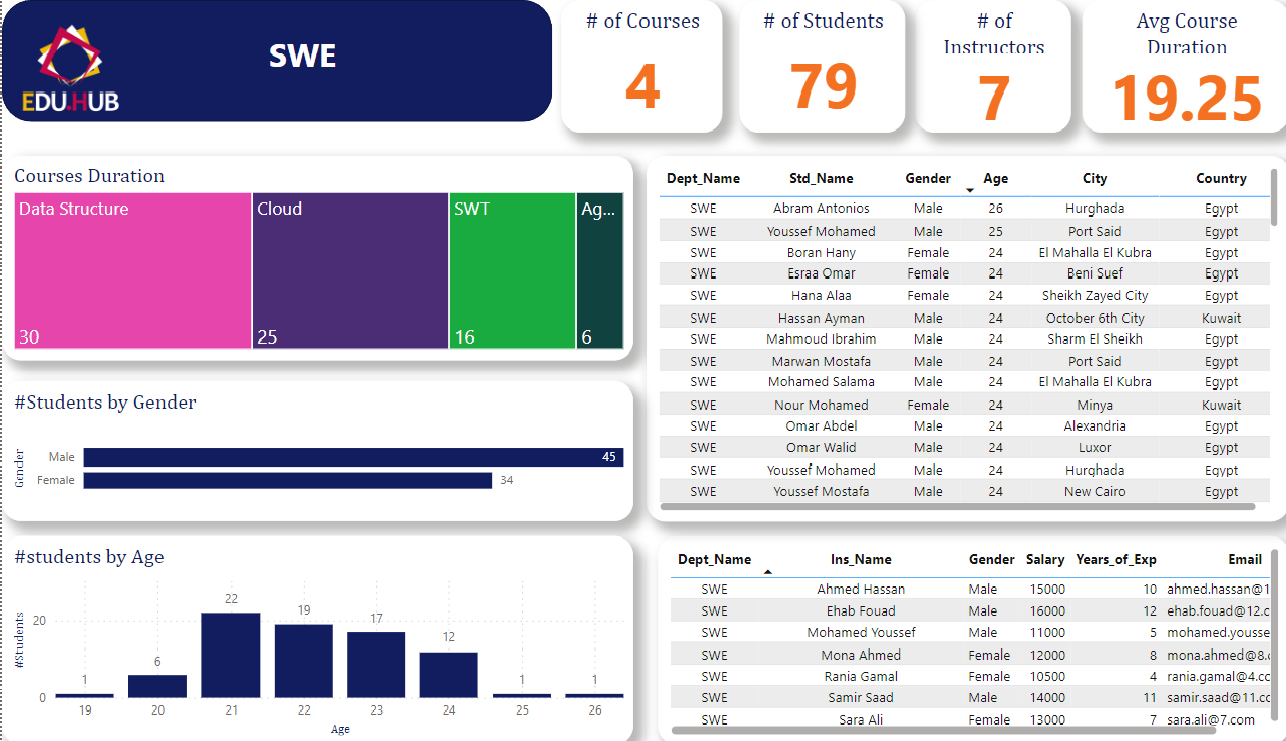 EDU.HUB
SWE
# of Courses
4
# of Students
79
# of
Instructors
7
Avg Course
Duration
19.25
Courses Duration
Data Structure
30
Cloud
25
SWT
16
Ag...
6
#Students by Gender
Gender
Male 45
Female 34
#students by Age
#Students
20
0
1 6 22 19 17 12 1 1
19 20 21 22 23 24 25 26
Age
Dept_Name Std_Name Gender Age City Country
SWE Abram Antonios Male 26 Hurghada Egypt
SWE Youssef Mohamed Male 25 Port Said Egypt
SWE Boran Hany Female 24 El Mahalla El Kubra Egypt
SWE Esraa Omar Female 24 Beni Suef Egypt
SWE Hana Alaa Female 24 Sheikh Zayed City Egypt
SWE Hassan Ayman Male 24 October 6th City Kuwait
SWE Mahmoud Ibrahim Male 24 Sharm El Sheikh Egypt
SWE Marwan Mostafa Male 24 Port Said Egypt
SWE Mohamed Salama Male 24 El Mahalla El Kubra Egypt
SWE Nour Mohamed Female 24 Minya Kuwait
SWE Omar Abdel Male 24 Alexandria Egypt
SWE Omar Walid Male 24 Luxor Egypt
SWE Youssef Mohamed Male 24 Hurghada Egypt
SWE Youssef Mostafa Male 24 New Cairo Egypt
Dept_Name Ins_Name Gender Salary Years_of_Exp Email
SWE Ahmed Hassan Male 15000 10 ahmed.hassan@1
SWE Ehab Fouad Male 16000 12 ehab.fouad@12.c
SWE Mohamed Youssef Male 11000 5 mohamed.yousse
SWE Mona Ahmed Female 12000 8 mona.ahmed@8.
SWE Rania Gamal Female 10500 4 rania.gamal@4.cc
SWE Samir Saad Male 14000 11 samir.saad@11.co
SWE Sara Ali Female 13000 7 sara.ali@7.com